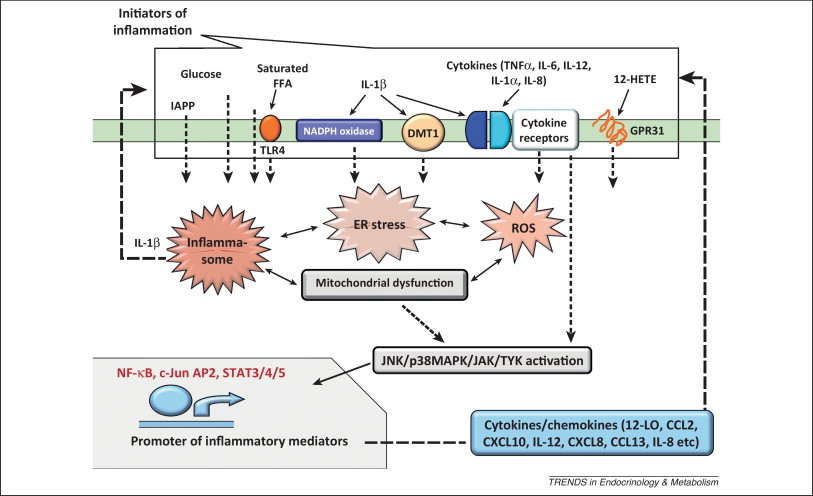 Initiators of
inflammation
Glucose
Saturated
FFA
IL-1β
Cytokines (TNFα, IL-6, IL-12,
IL-1α, IL-8)
12-HETE
IAPP
NADPH oxidase
DMT1
Cytokine
receptors
GPR31
TLR4
IL-1β
Inflamma-
some
ER stress
ROS
Mitochondrial dysfunction
JNK/p38MAPK/JAK/TYK activation
NF-κB, c-Jun AP2, STAT3/4/5
Promoter of inflammatory mediators
Cytokines/chemokines (12-LO, CCL2,
CXCL10, IL-12, CXCL8, CCL13, IL-8 etc)
TRENDS in Endocrinology & Metabolism